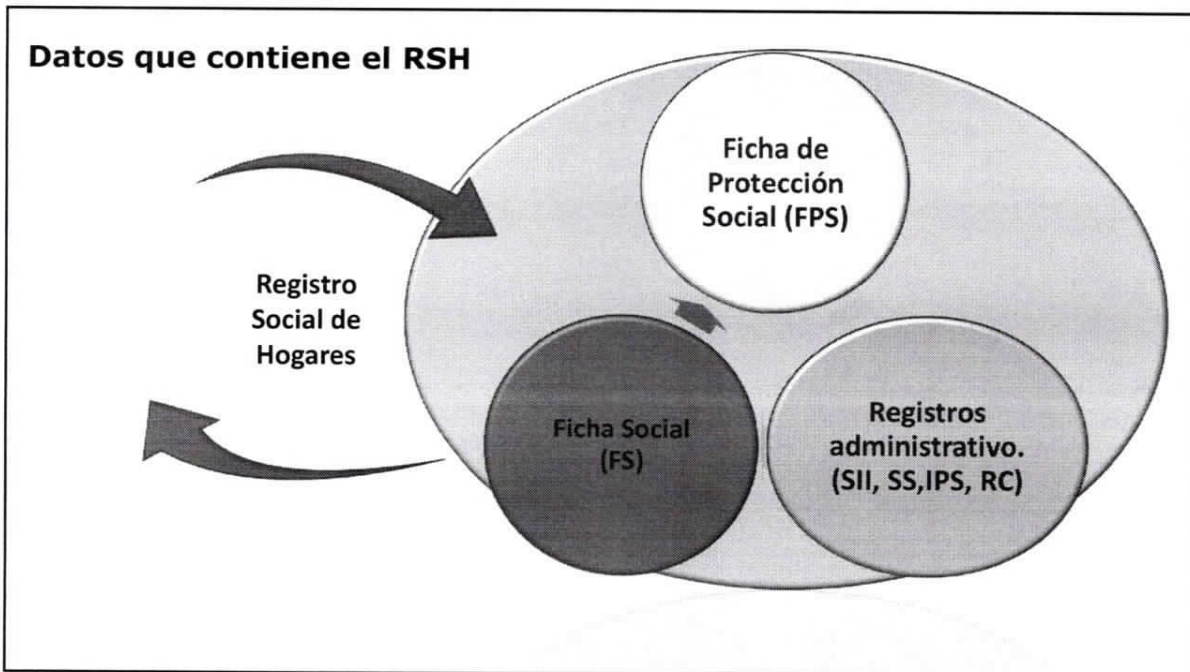 Datos que contiene el RSH
Registro
Social de
Hogares
Ficha de
Protección
Social (FPS)
Ficha Social
(FS)
Registros
administrativo.
(SII, SS,IPS, RC)